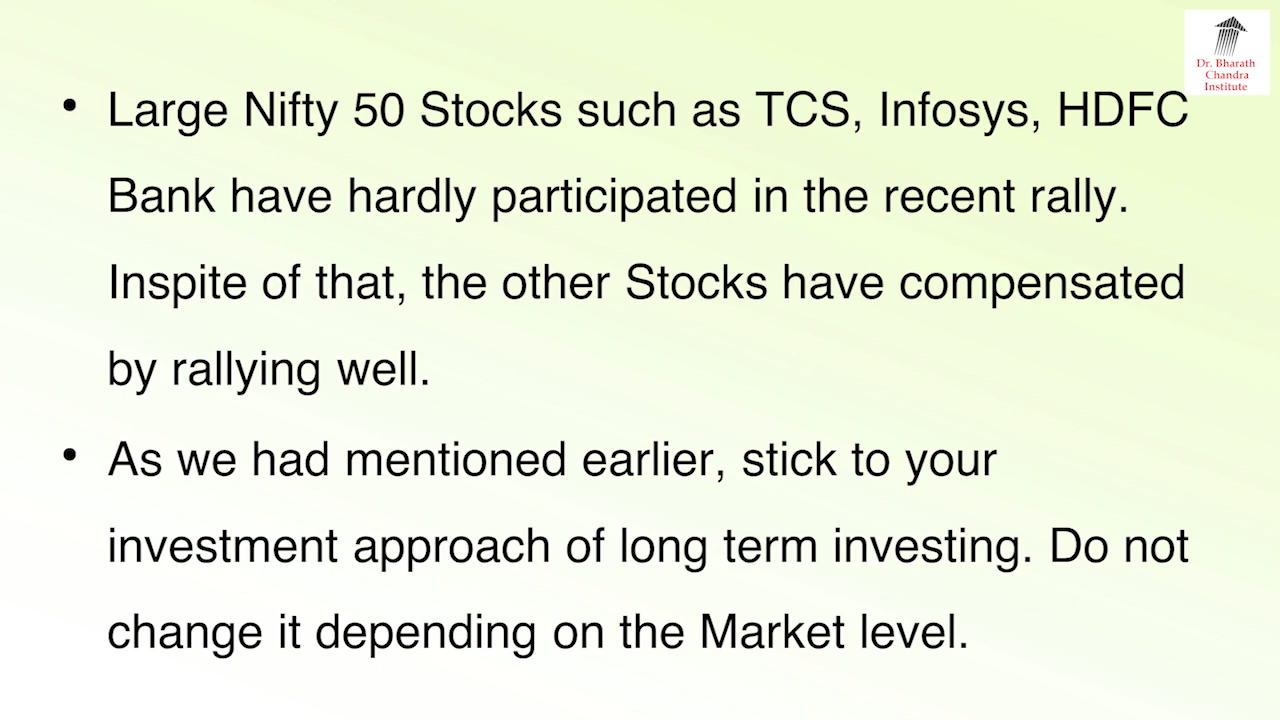 Dr. Bharath
Chandra
Institute
• Large Nifty 50 Stocks such as TCS, Infosys, HDFC
Bank have hardly participated in the recent rally.
Inspite of that, the other Stocks have compensated
by rallying well.
• As we had mentioned earlier, stick to your
investment approach of long term investing. Do not
change it depending on the Market level.